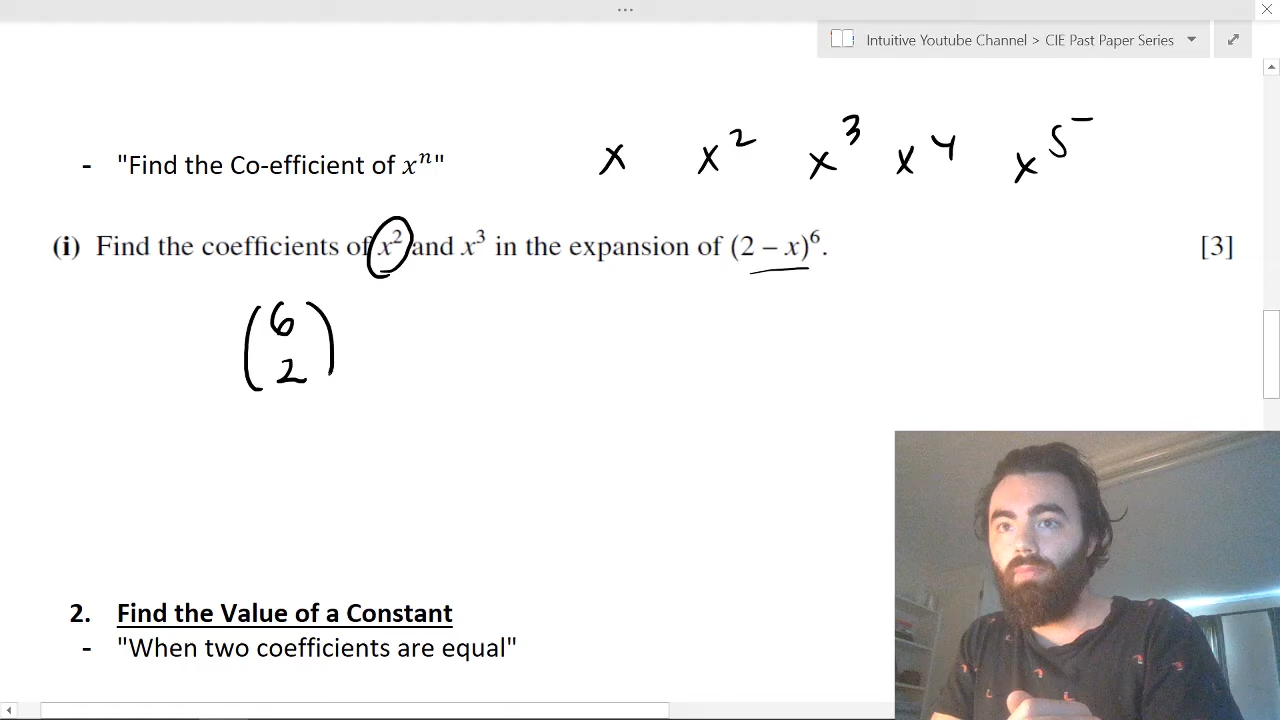 Intuitive Youtube Channel > CIE Past Paper Series
x x² x³ x⁴ x⁵
- "Find the Co-efficient of xⁿ"
(i) Find the coefficients of x² and x³ in the expansion of (2 – x)⁶. [3]
(6
2)
2. Find the Value of a Constant
- "When two coefficients are equal"